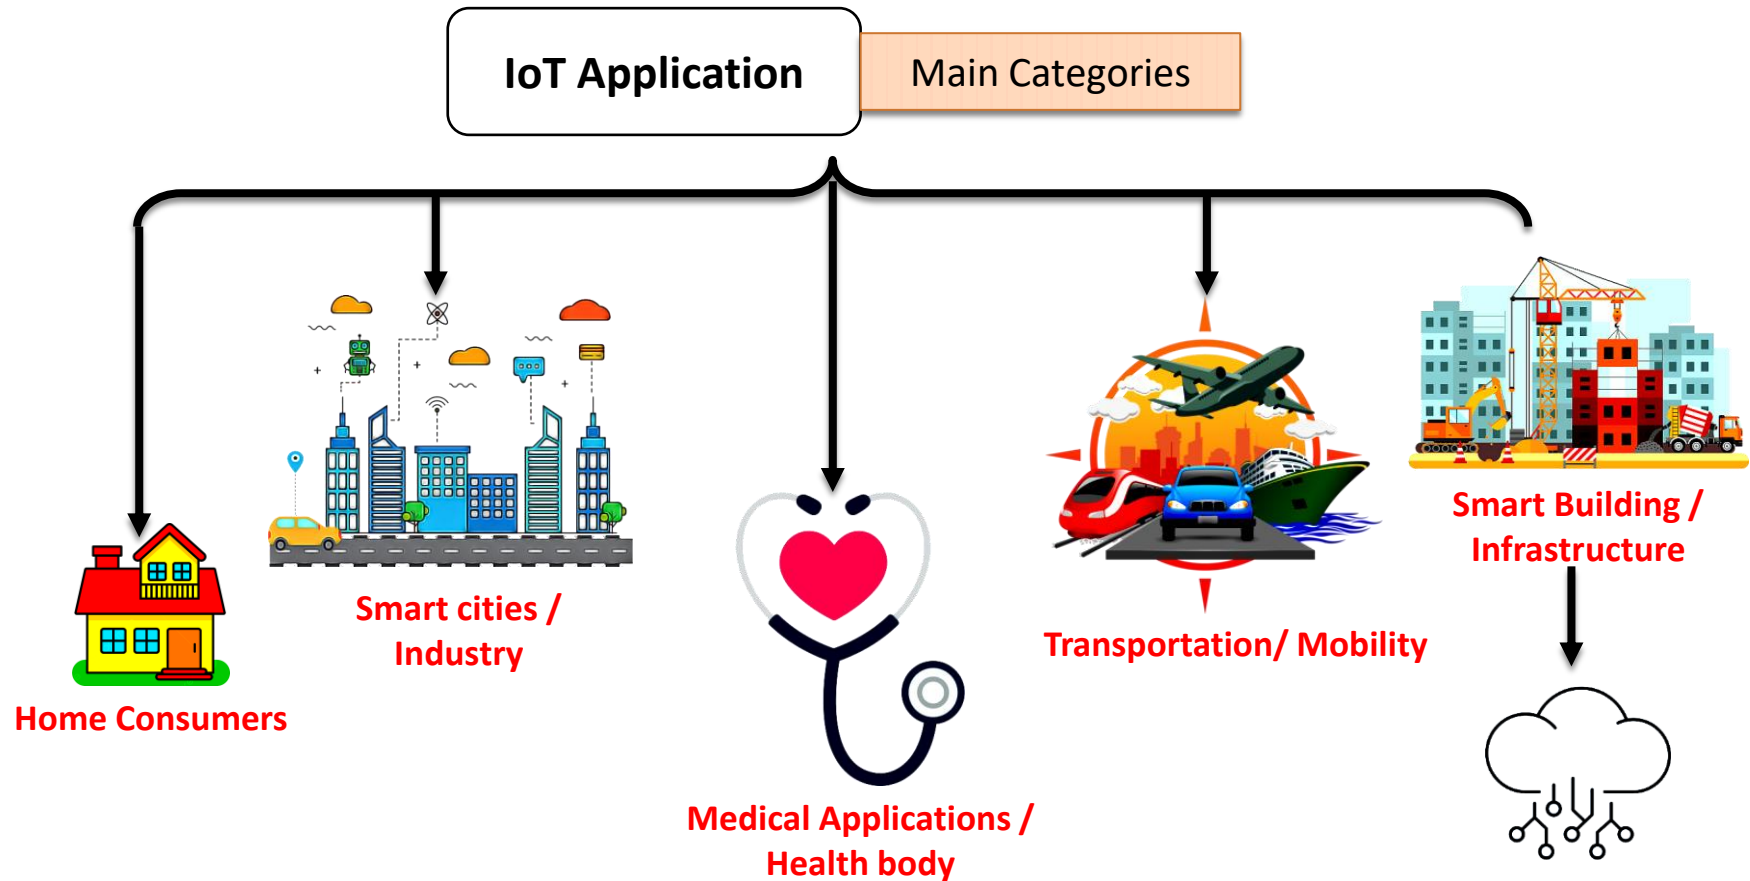 IoT Application
Main Categories
Home Consumers
Smart cities /
Industry
Medical Applications /
Health body
Transportation/ Mobility
Smart Building /
Infrastructure